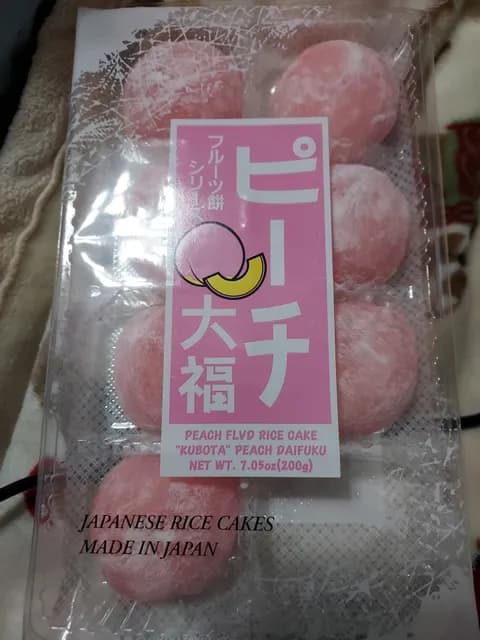 ピーチ
フルーツ餅
シリーズ
大福
PEACH FLVD RICE CAKE
"KUBOTA" PEACH DAIFUKU
NET WT. 7.05oz(200g)
JAPANESE RICE CAKES
MADE IN JAPAN